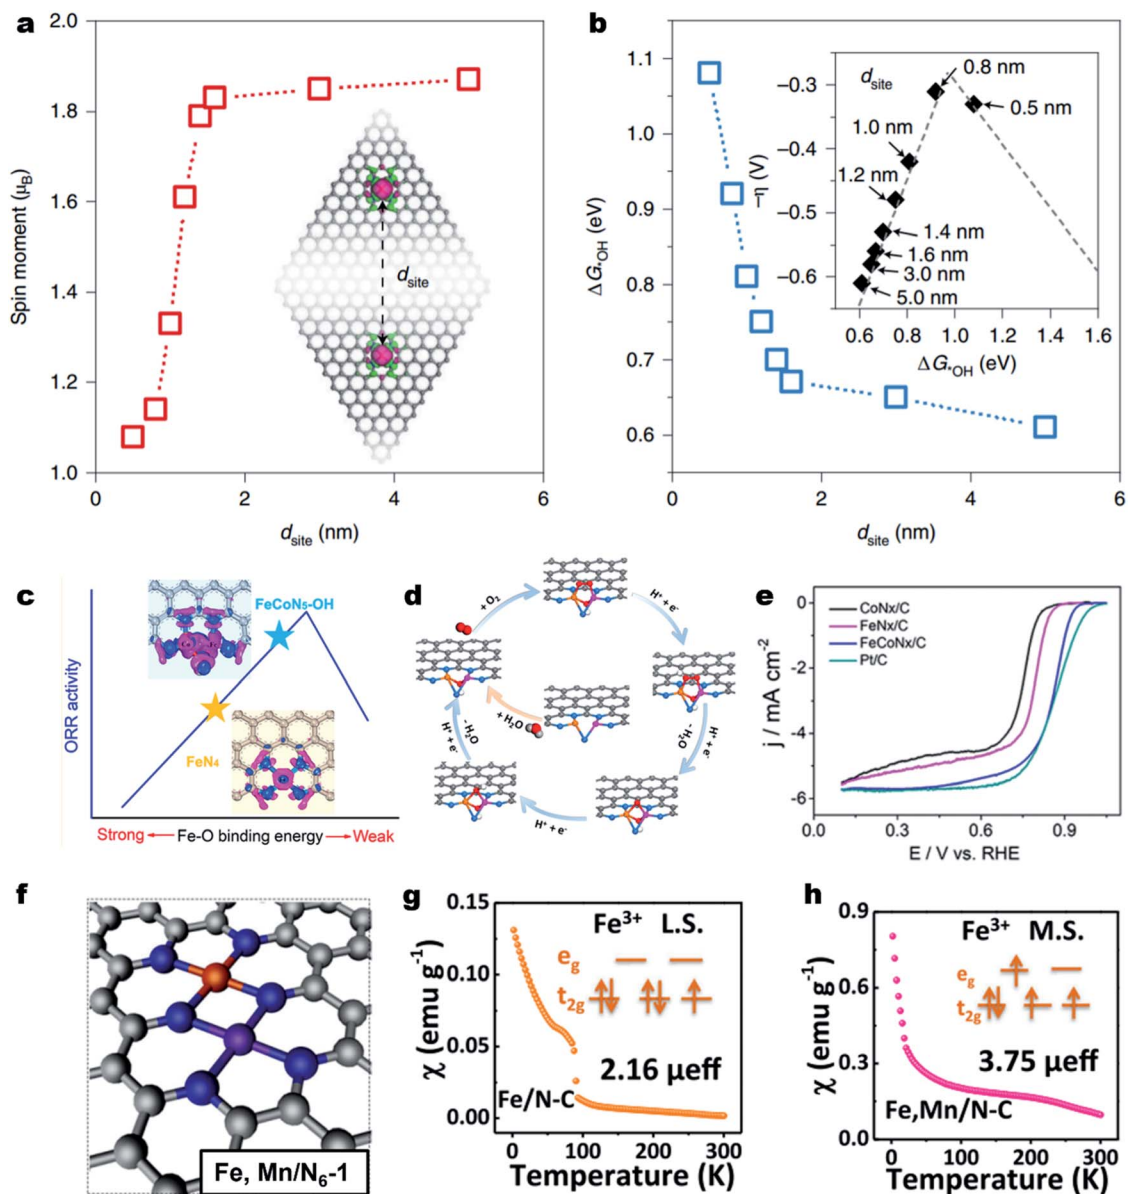 a
2.0
1.8
1.6
1.4
1.2
1.0
Spin moment (μB)
dsite
0
2
4
6
dsite (nm)
b
1.1
1.0
0.9
0.8
0.7
0.6
ΔG*OH (eV)
dsite
0.8 nm
0.5 nm
1.0 nm
1.2 nm
1.4 nm
1.6 nm
3.0 nm
5.0 nm
−0.3
−0.4
−0.5
−0.6
−η (V)
0.6 0.8 1.0 1.6
ΔG*OH (eV)
0
2
4
6
dsite (nm)
c
FeCoN5-OH
FeN4
ORR activity
Strong
Fe-O binding energy
Weak
d
+ O2
H+ + e-
H+ + e-
- H2O
H+ + e-
H+ + e-
- H2O
+ H2O
e
CoNx/C
FeNx/C
FeCoNx/C
Pt/C
0
-2
-4
-6
j / mA cm-2
0.0 0.3 0.6 0.9
E / V vs. RHE
f
Fe, Mn/N6-1
g
0.15
0.10
0.05
0.00
χ (emu g-1)
Fe3+ L.S.
eg
t2g
2.16 μeff
Fe/N-C
0 100 200 300
Temperature (K)
h
0.9
0.6
0.3
0.0
χ (emu g-1)
Fe3+ M.S.
eg
t2g
3.75 μeff
Fe,Mn/N-C
0 100 200 300
Temperature (K)